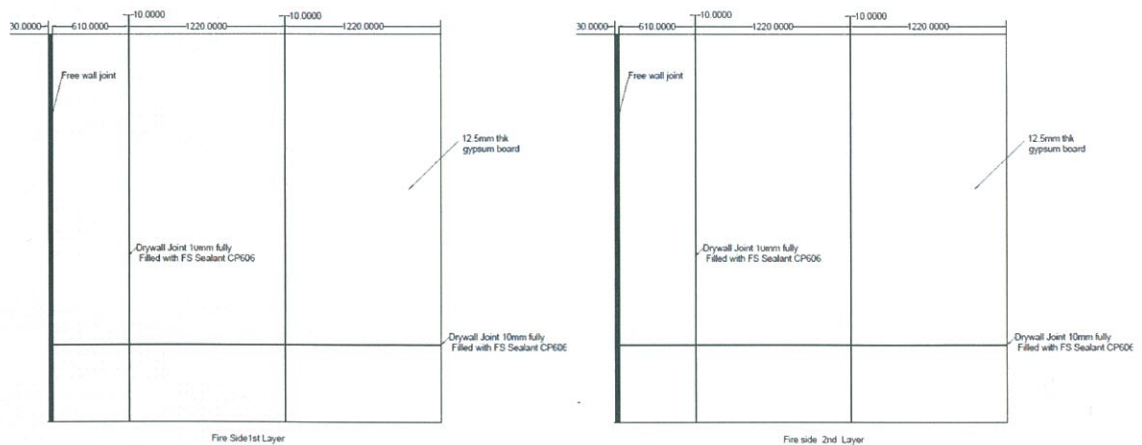 10.0000
10.0000
30.0000
610.0000
1220.0000
1220.0000
Free wall joint
12.5mm thk
gypsum board
Drywall Joint 10mm fully
Filled with FS Sealant CP606
Drywall Joint 10mm fully
Filled with FS Sealant CP606
Fire Side1st Layer
10.0000
10.0000
30.0000
610.0000
1220.0000
1220.0000
Free wall joint
12.5mm thk
gypsum board
Drywall Joint 10mm fully
Filled with FS Sealant CP606
Drywall Joint 10mm fully
Filled with FS Sealant CP606
Fire side 2nd Layer